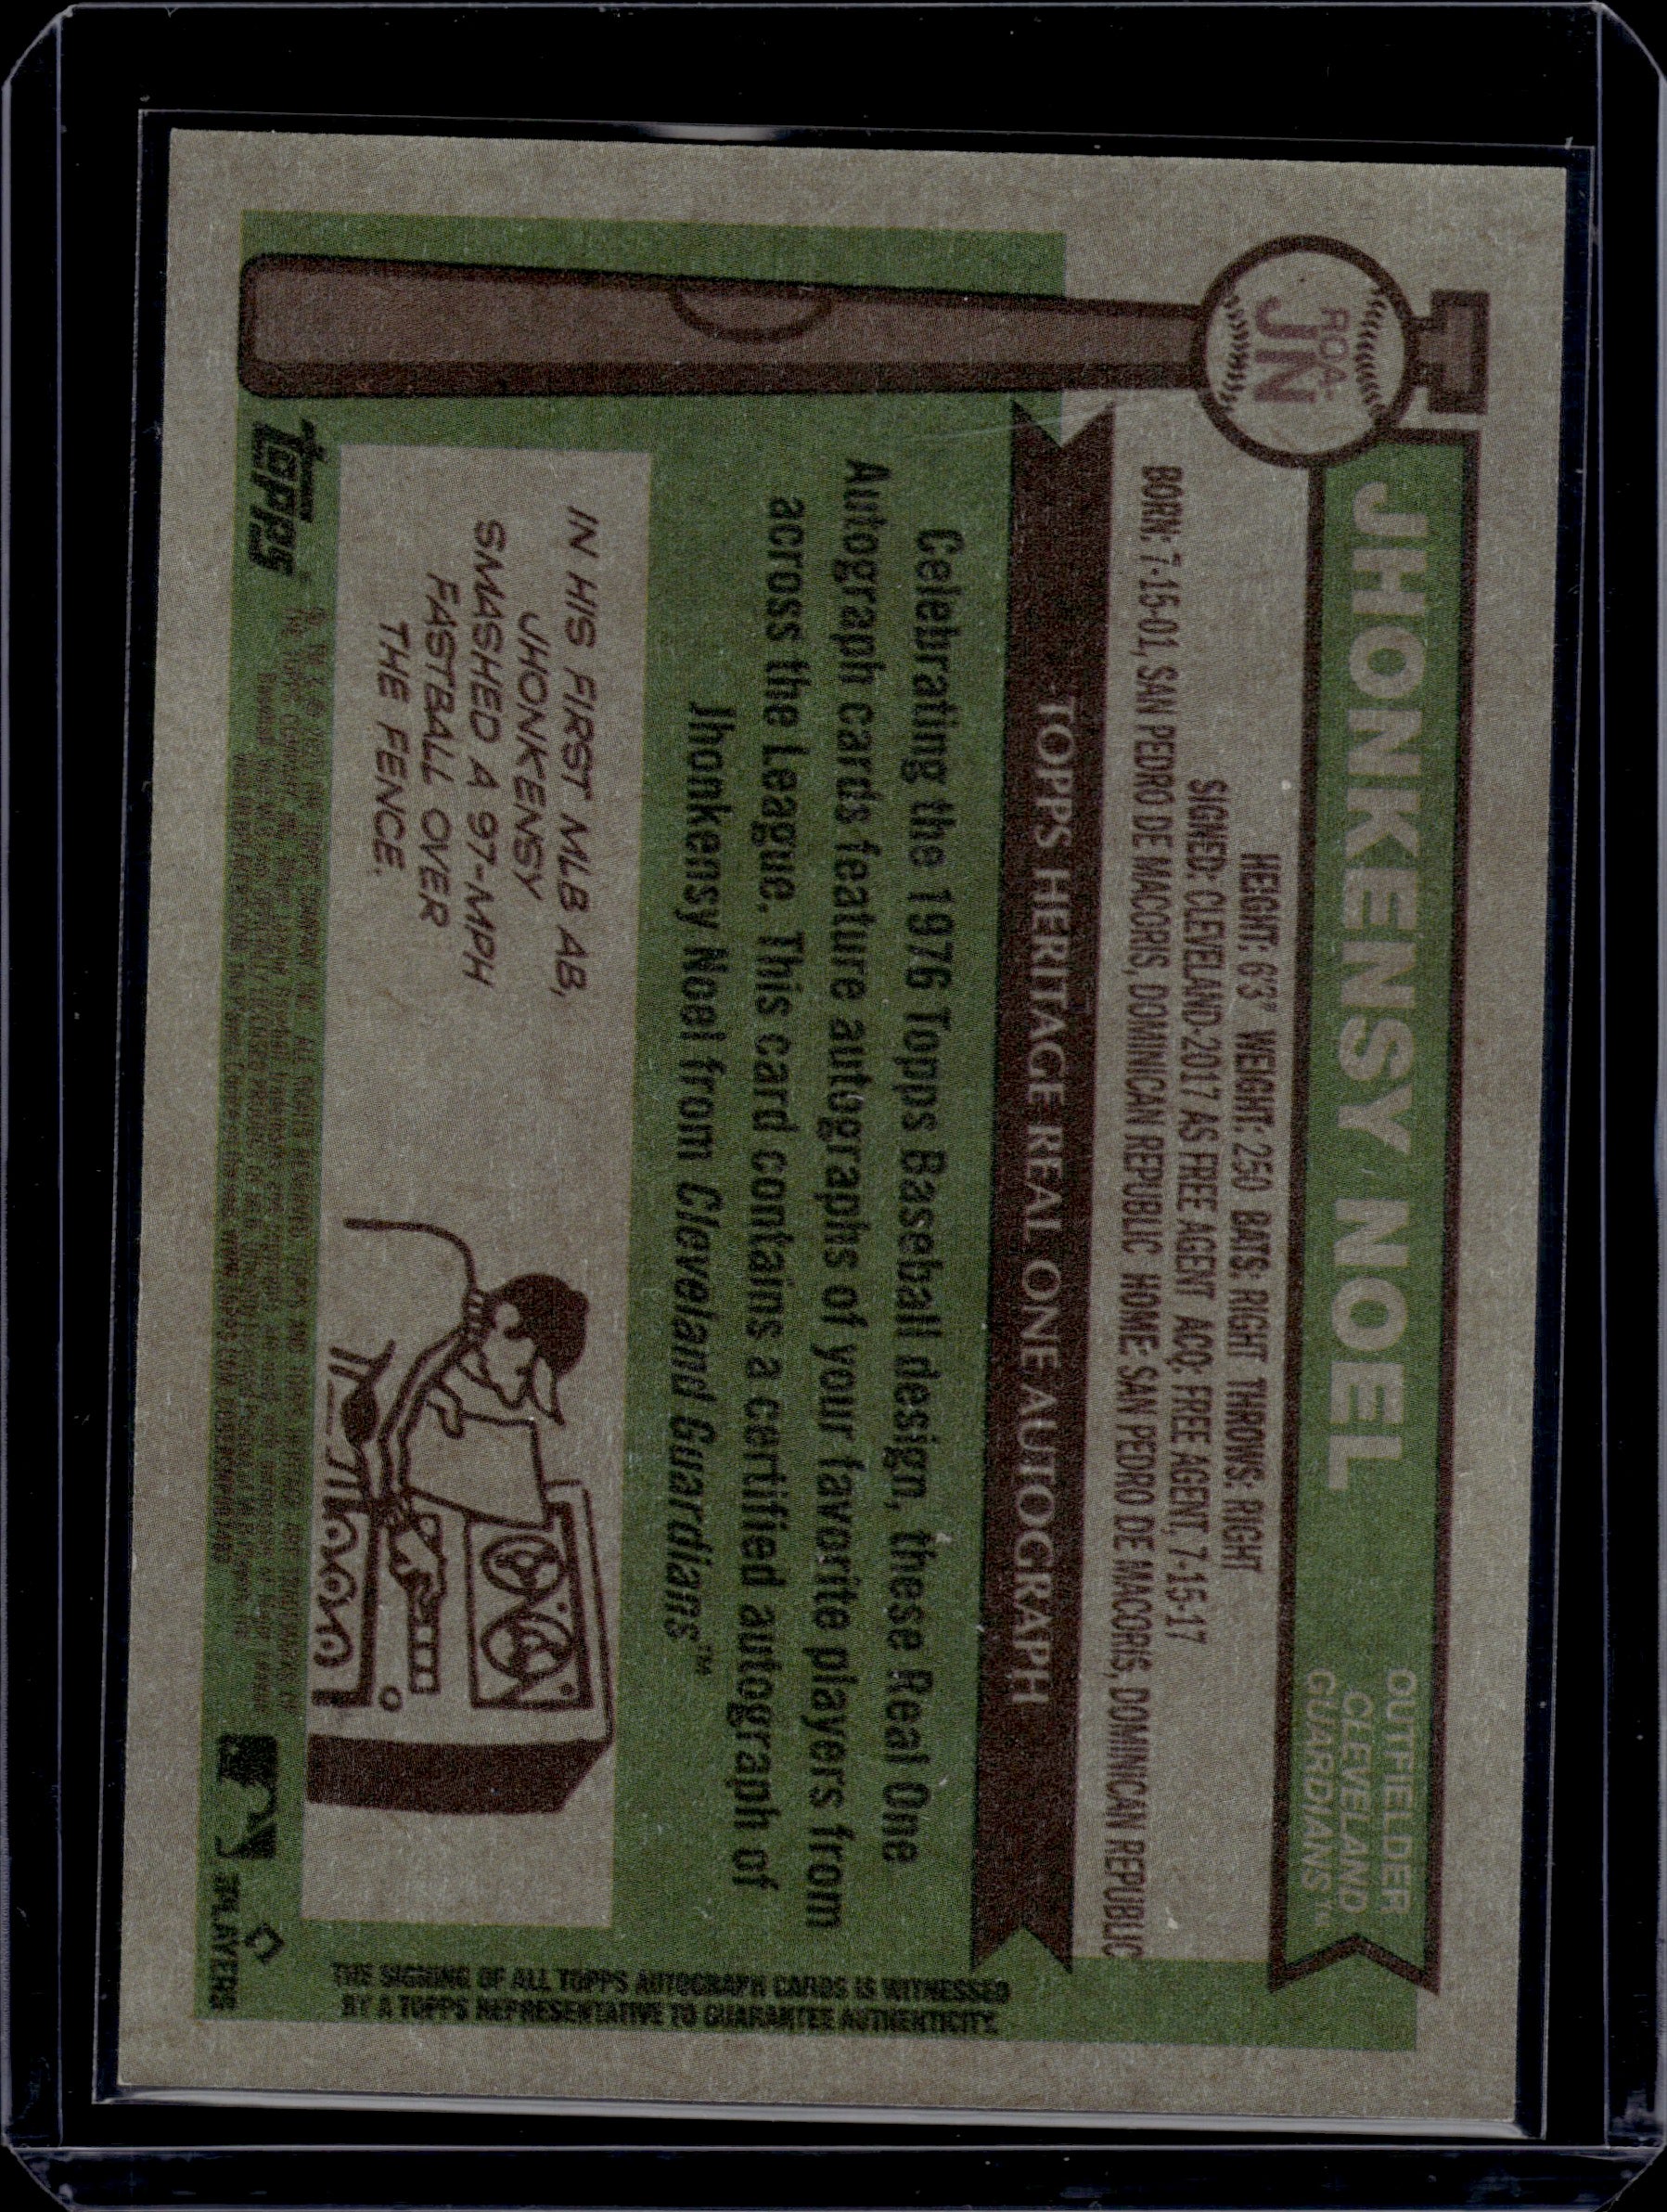 ROA-
JN
JHONKENSY NOEL
OUTFIELDER
CLEVELAND
GUARDIANS™
HEIGHT: 6'3" WEIGHT: 250 BATS: RIGHT THROWS: RIGHT
SIGNED: CLEVELAND-2017 AS FREE AGENT ACQ: FREE AGENT, 7-15-17
BORN: 7-15-01, SAN PEDRO DE MACORIS, DOMINICAN REPUBLIC HOME: SAN PEDRO DE MACORIS, DOMINICAN REPUBLIC
TOPPS HERITAGE REAL ONE AUTOGRAPH
Celebrating the 1976 Topps Baseball design, these Real One
Autograph cards feature autographs of your favorite players from
across the League. This card contains a certified autograph of
Jhonkensy Noel from Cleveland Guardians™
IN HIS FIRST MLB AB,
JHONKENSY
SMASHED A 97-MPH
FASTBALL OVER
THE FENCE.
topps
PLAYERS
THE SIGNING OF ALL TOPPS AUTOGRAPH CARDS IS WITNESSED
BY A TOPPS REPRESENTATIVE TO GUARANTEE AUTHENTICITY.